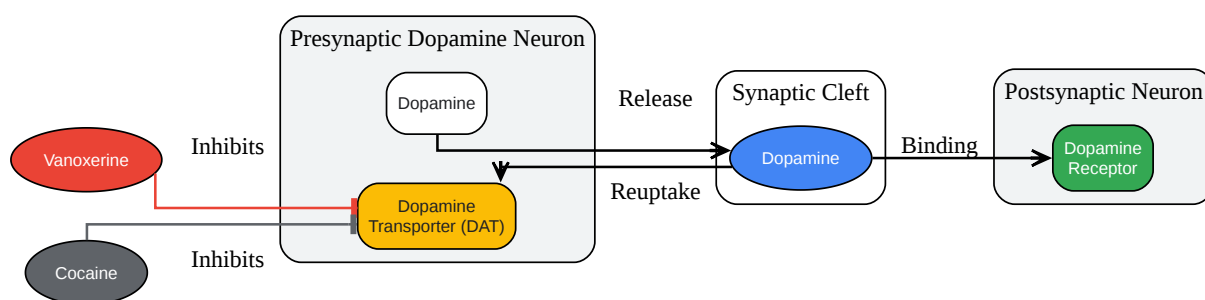 Presynaptic Dopamine Neuron
Dopamine
Release
Synaptic Cleft
Postsynaptic Neuron
Inhibits
Vanoxerine
Dopamine
Binding
Dopamine
Receptor
Reuptake
Dopamine
Transporter (DAT)
Inhibits
Cocaine